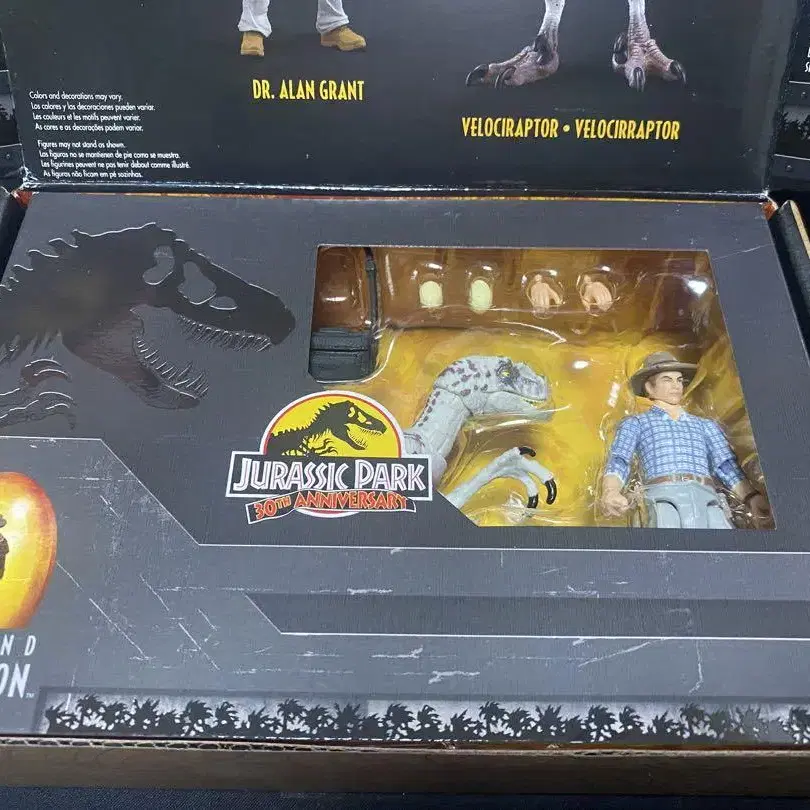 DR. ALAN GRANT
VELOCIRAPTOR • VELOCIRRAPTOR
Colors and decorations may vary.
Los colores y las decoraciones pueden variar.
Les couleurs et les motifs peuvent varier.
As cores e as decorações podem variar.
Figures may not stand as shown.
Las figuras no se mantienen de pie como se muestra.
Les figurines peuvent ne pas tenir debout comme illustré.
As figuras não ficam em pé sozinhas.
JURASSIC PARK
30TH ANNIVERSARY
ND
ON™